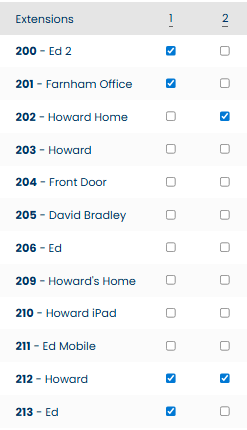 Extensions 1 2
200 - Ed 2
201 - Farnham Office
202 - Howard Home
203 - Howard
204 - Front Door
205 - David Bradley
206 - Ed
209 - Howard's Home
210 - Howard iPad
211 - Ed Mobile
212 - Howard
213 - Ed